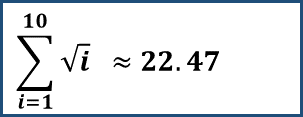 10
∑ √i ≈ 22.47
i=1